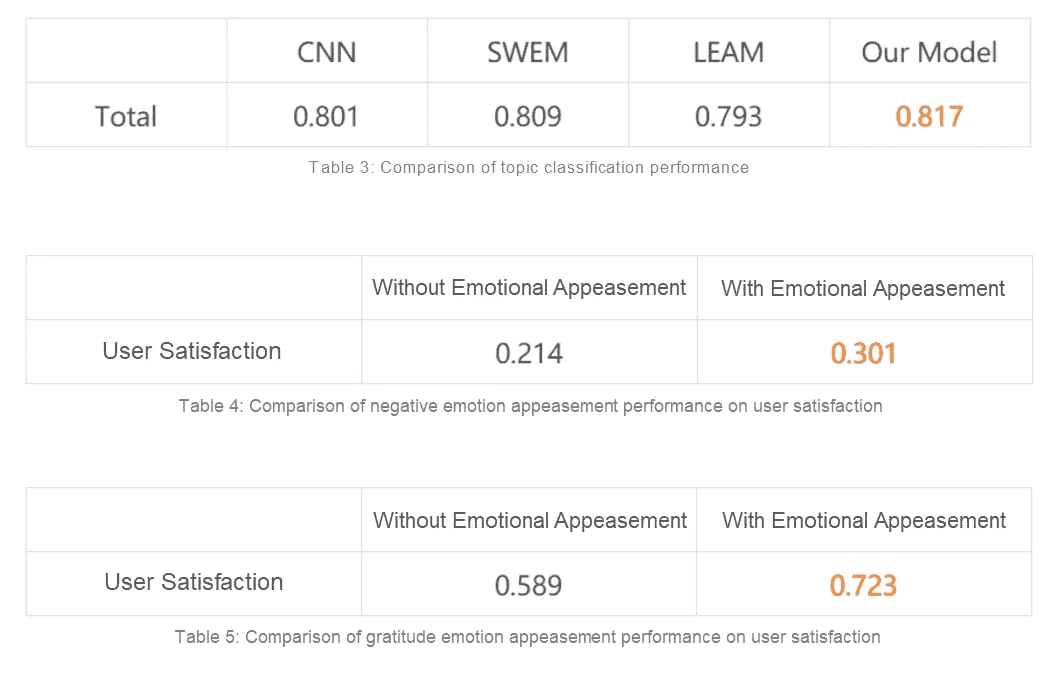 CNN SWEM LEAM Our Model
Total 0.801 0.809 0.793 0.817
Table 3: Comparison of topic classification performance
Without Emotional Appeasement With Emotional Appeasement
User Satisfaction 0.214 0.301
Table 4: Comparison of negative emotion appeasement performance on user satisfaction
Without Emotional Appeasement With Emotional Appeasement
User Satisfaction 0.589 0.723
Table 5: Comparison of gratitude emotion appeasement performance on user satisfaction